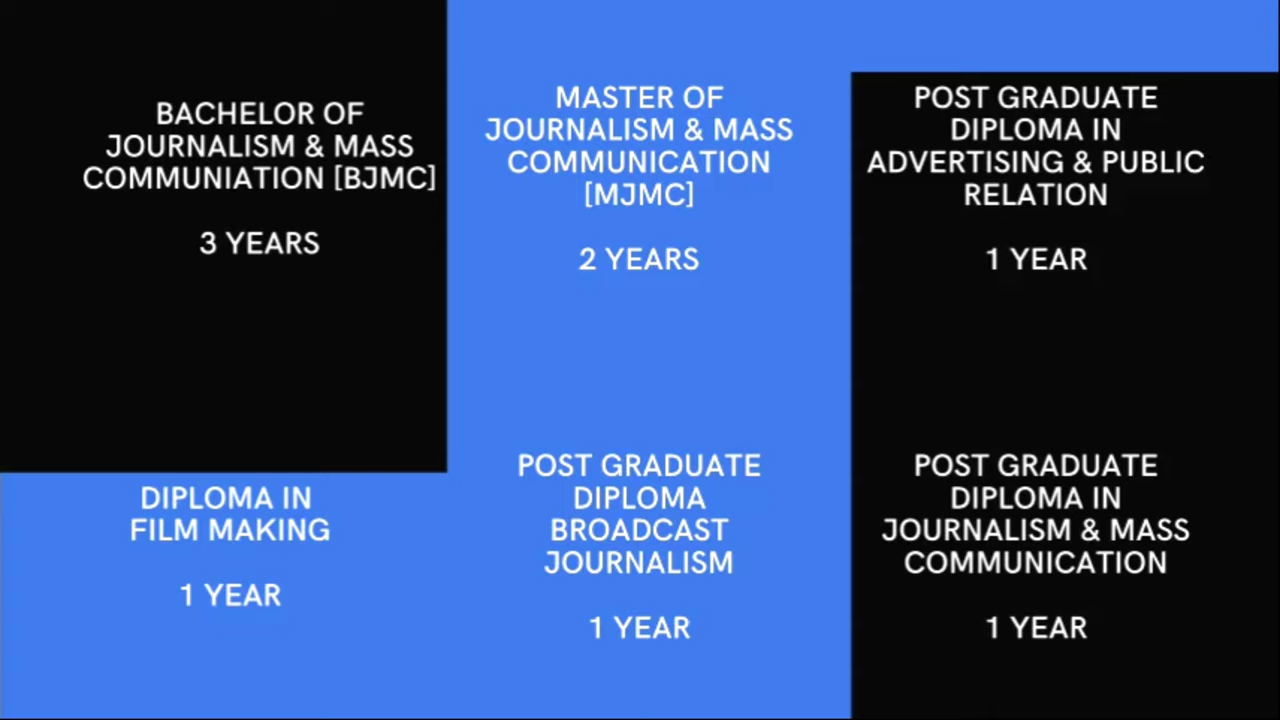 BACHELOR OF
JOURNALISM & MASS
COMMUNIATION [BJMC]
3 YEARS
MASTER OF
JOURNALISM & MASS
COMMUNICATION
[MJMC]
2 YEARS
POST GRADUATE
DIPLOMA IN
ADVERTISING & PUBLIC
RELATION
1 YEAR
DIPLOMA IN
FILM MAKING
1 YEAR
POST GRADUATE
DIPLOMA
BROADCAST
JOURNALISM
1 YEAR
POST GRADUATE
DIPLOMA IN
JOURNALISM & MASS
COMMUNICATION
1 YEAR